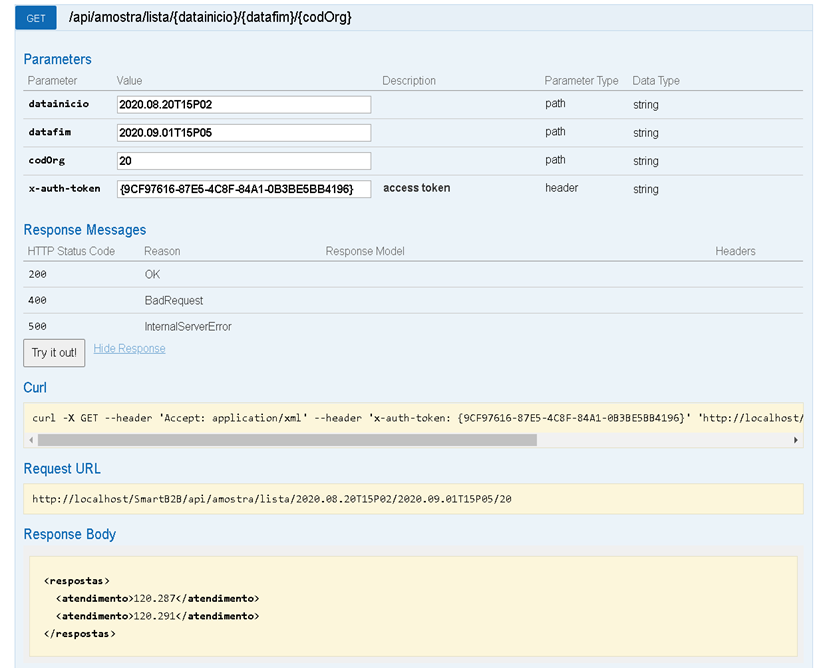 GET /api/amostra/lista/{datainicio}/{datafim}/{codOrg}
Parameters
Parameter Value Description Parameter Type Data Type
datainicio 2020.08.20T15P02 path string
datafim 2020.09.01T15P05 path string
codOrg 20 path string
x-auth-token {9CF97616-87E5-4C8F-84A1-0B3BE5BB4196} access token header string
Response Messages
HTTP Status Code Reason Response Model Headers
200 OK
400 BadRequest
500 InternalServerError
Try it out! Hide Response
Curl
curl -X GET --header 'Accept: application/xml' --header 'x-auth-token: {9CF97616-87E5-4C8F-84A1-0B3BE5BB4196}' 'http://localhost/
Request URL
http://localhost/SmartB2B/api/amostra/lista/2020.08.20T15P02/2020.09.01T15P05/20
Response Body
<respostas>
<atendimento>120.287</atendimento>
<atendimento>120.291</atendimento>
</respostas>